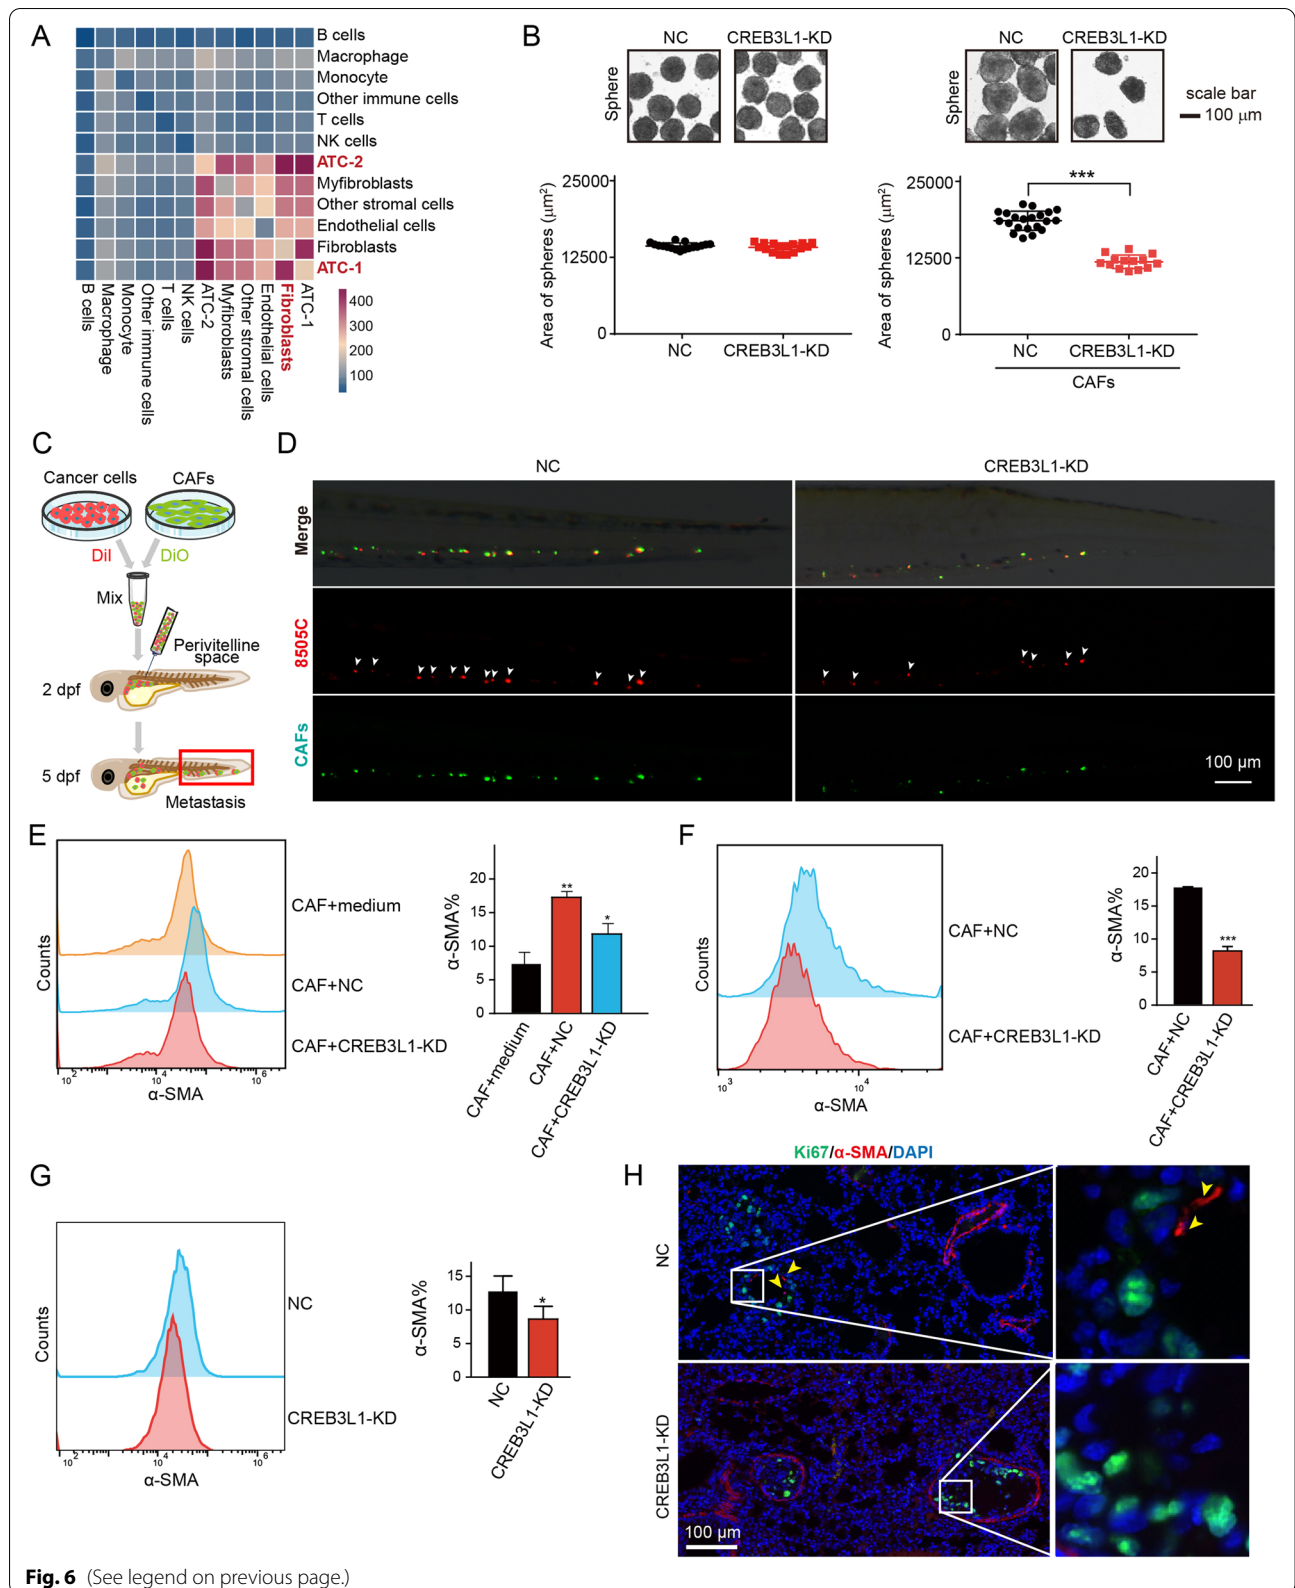 A
B cells
Macrophage
Monocyte
Other immune cells
T cells
NK cells
ATC-2
Myfibroblasts
Other stromal cells
Endothelial cells
Fibroblasts
ATC-1
B cells
Macrophage
Monocyte
Other immune cells
T cells
NK cells
ATC-2
Myfibroblasts
Other stromal cells
Endothelial cells
Fibroblasts
ATC-1
400
300
200
100
B
NC CREB3L1-KD
Sphere
25000
12500
0
Area of spheres (μm²)
NC CREB3L1-KD
NC CREB3L1-KD
Sphere
scale bar
100 μm
25000
12500
0
Area of spheres (μm²)
***
NC CREB3L1-KD
CAFs
C
Cancer cells CAFs
DiI DiO
Mix
Perivitelline
space
2 dpf
5 dpf
Metastasis
D
NC CREB3L1-KD
Merge
8505C
CAFs
100 μm
E
Counts
CAF+medium
CAF+NC
CAF+CREB3L1-KD
10² 10⁴ 10⁶
α-SMA
α-SMA%
20
15
10
5
0
** *
CAF+medium
CAF+NC
CAF+CREB3L1-KD
F
Counts
CAF+NC
CAF+CREB3L1-KD
10³ 10⁴
α-SMA
α-SMA%
20
15
10
5
0
***
CAF+NC
CAF+CREB3L1-KD
G
Counts
NC
CREB3L1-KD
10² 10⁴ 10⁶
α-SMA
α-SMA%
15
10
5
0
*
NC
CREB3L1-KD
H
Ki67/α-SMA/DAPI
NC
CREB3L1-KD
100 μm
Fig. 6 (See legend on previous page.)